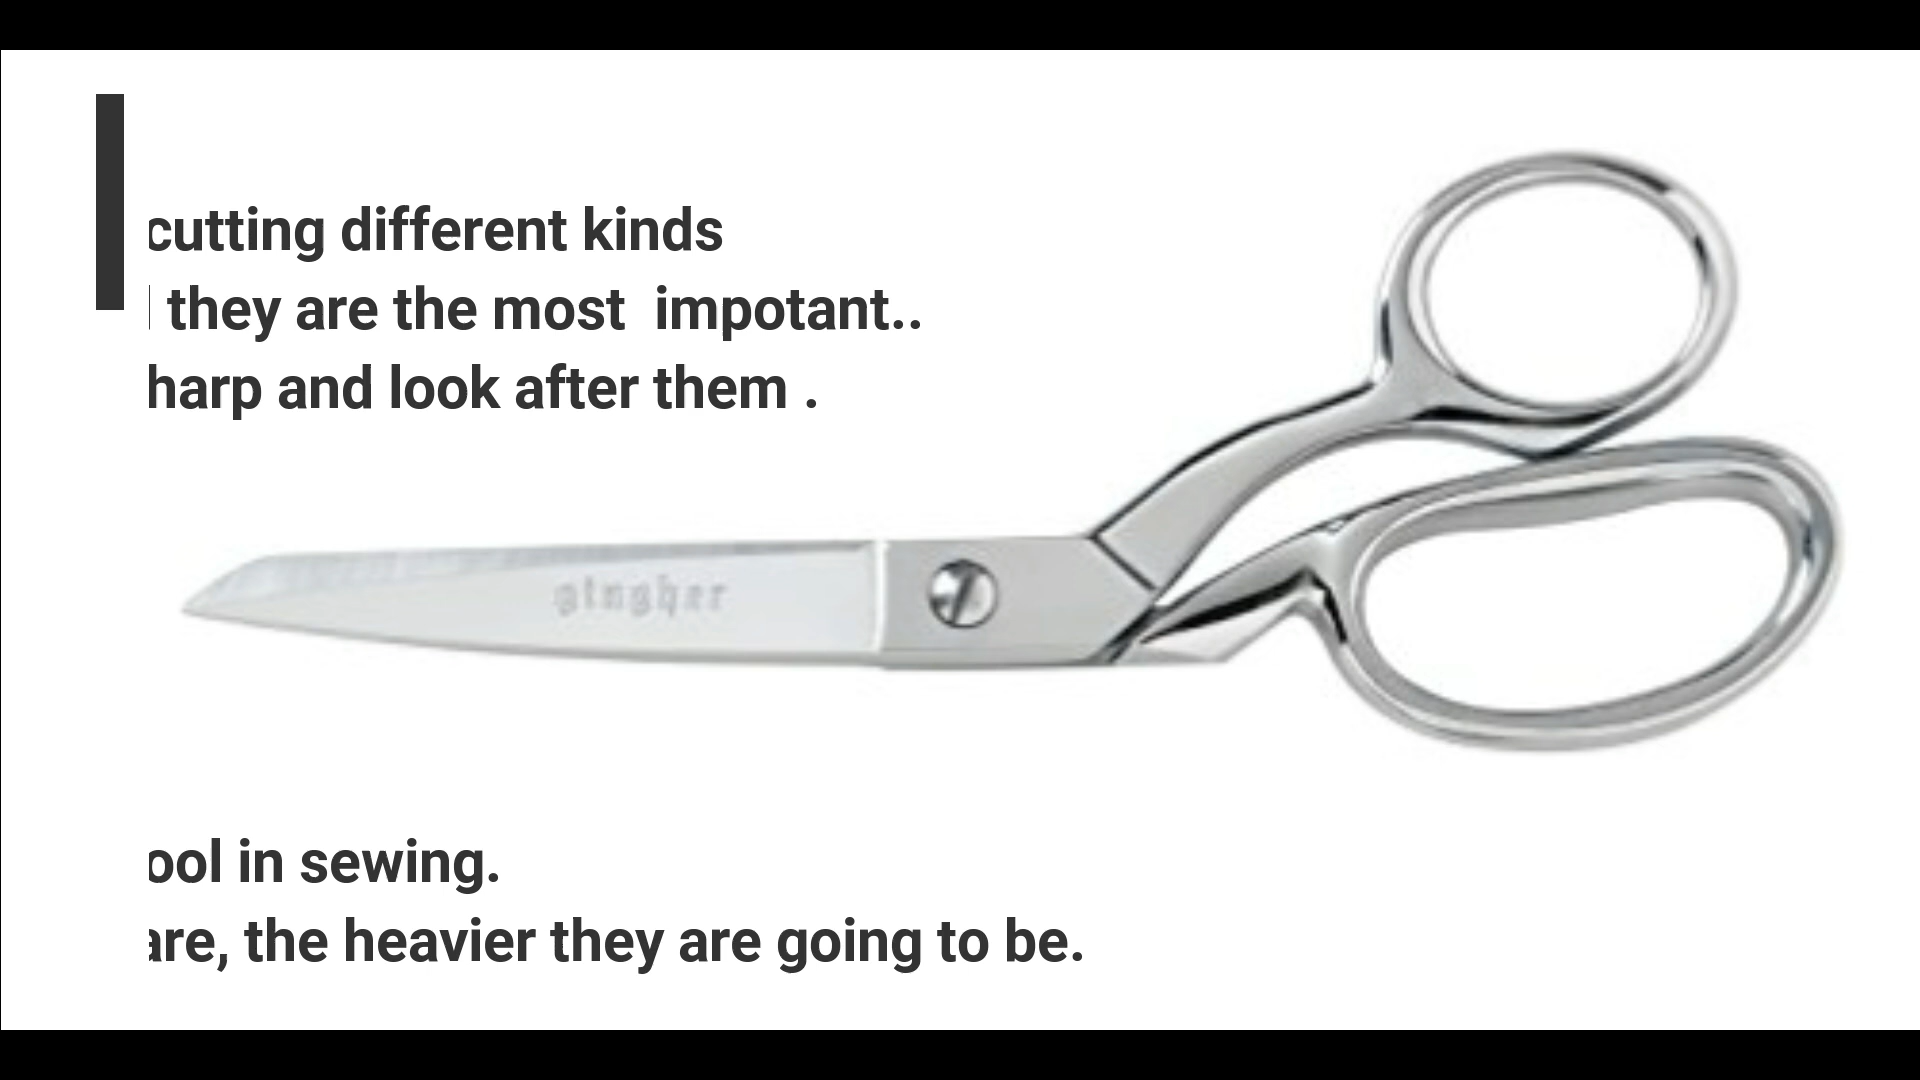 cutting different kinds
they are the most impotant..
harp and look after them .
gingher
ool in sewing.
are, the heavier they are going to be.